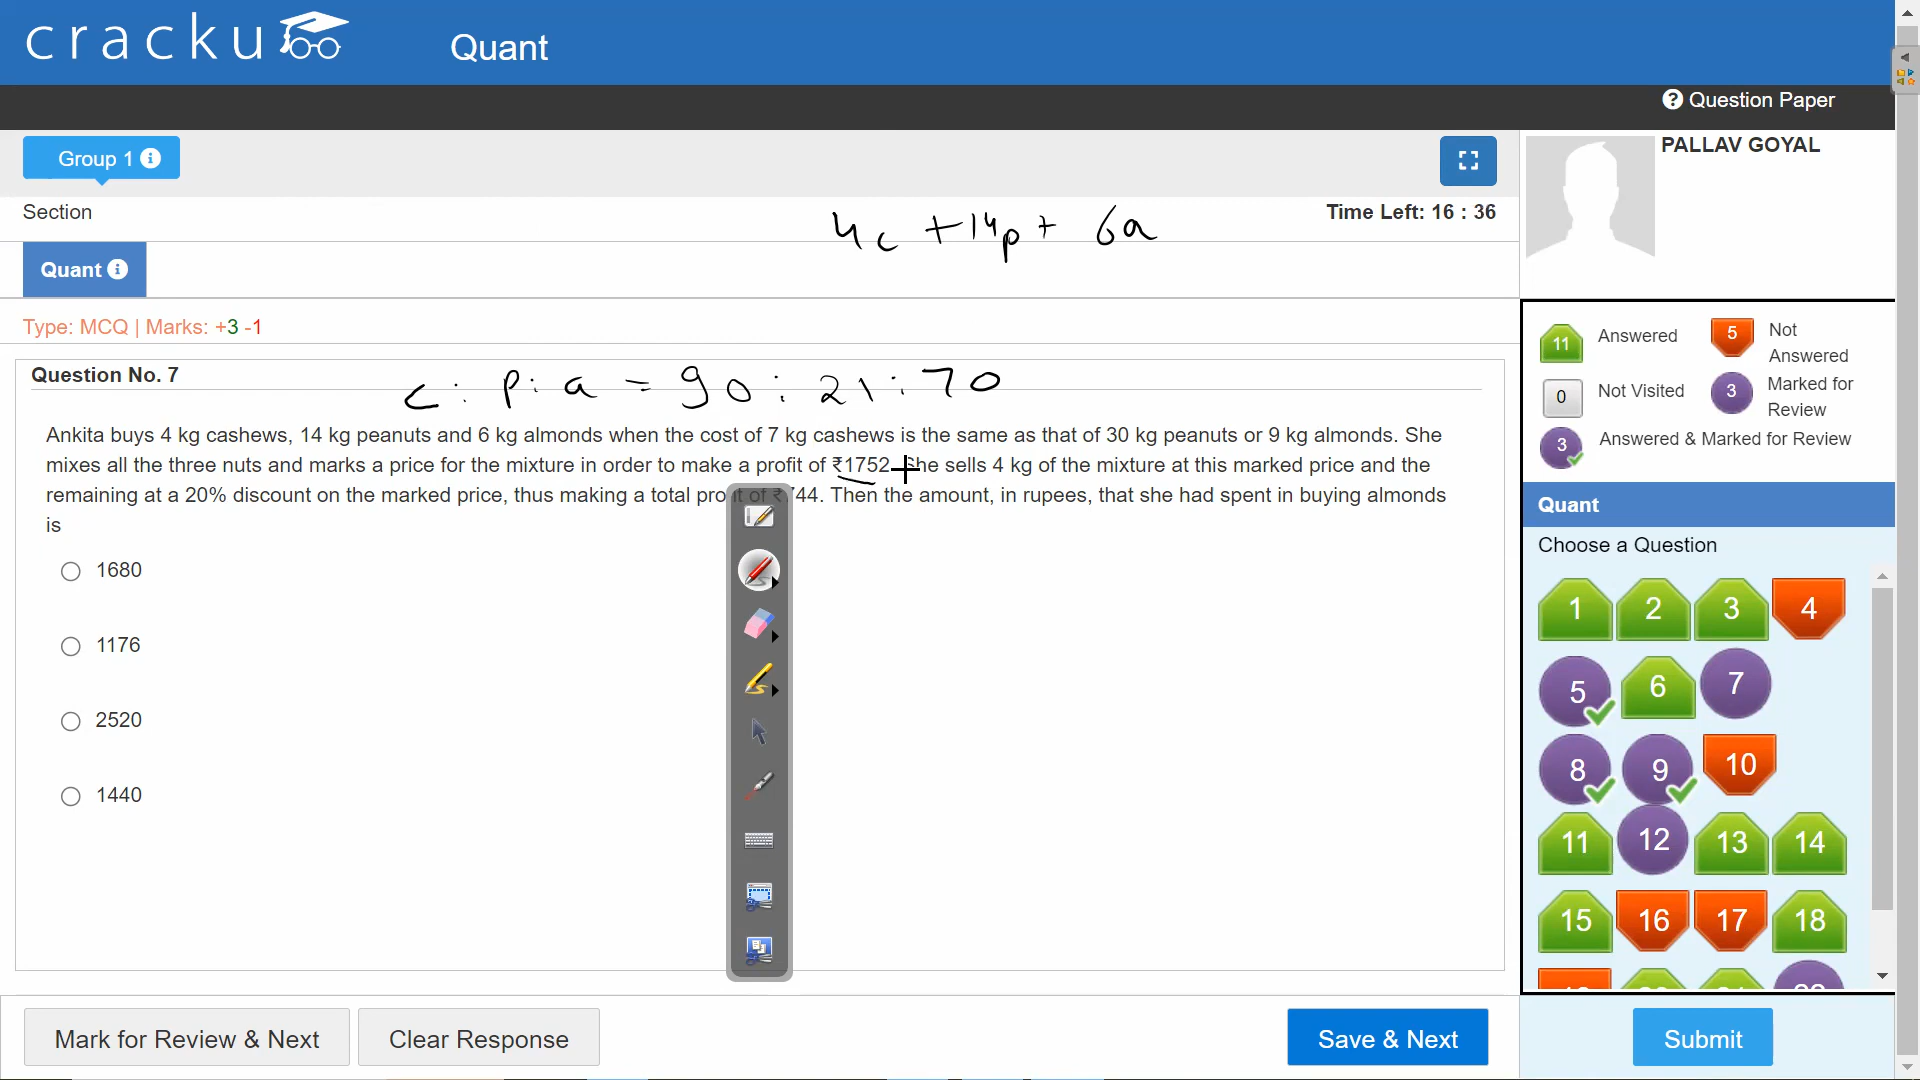 cracku
Quant
Question Paper
Group 1
PALLAV GOYAL
Section
Time Left: 16 : 36
4c + 14p + 6a
Quant
Type: MCQ | Marks: +3 -1
11 Answered
5 Not Answered
0 Not Visited
3 Marked for Review
3 Answered & Marked for Review
Question No. 7
c : p : a = 90 : 21 : 70
Ankita buys 4 kg cashews, 14 kg peanuts and 6 kg almonds when the cost of 7 kg cashews is the same as that of 30 kg peanuts or 9 kg almonds. She
mixes all the three nuts and marks a price for the mixture in order to make a profit of ₹1752. She sells 4 kg of the mixture at this marked price and the
remaining at a 20% discount on the marked price, thus making a total profit of ₹744. Then the amount, in rupees, that she had spent in buying almonds
is
1680
1176
2520
1440
Quant
Choose a Question
1 2 3 4
5 6 7
8 9 10
11 12 13 14
15 16 17 18
Mark for Review & Next
Clear Response
Save & Next
Submit